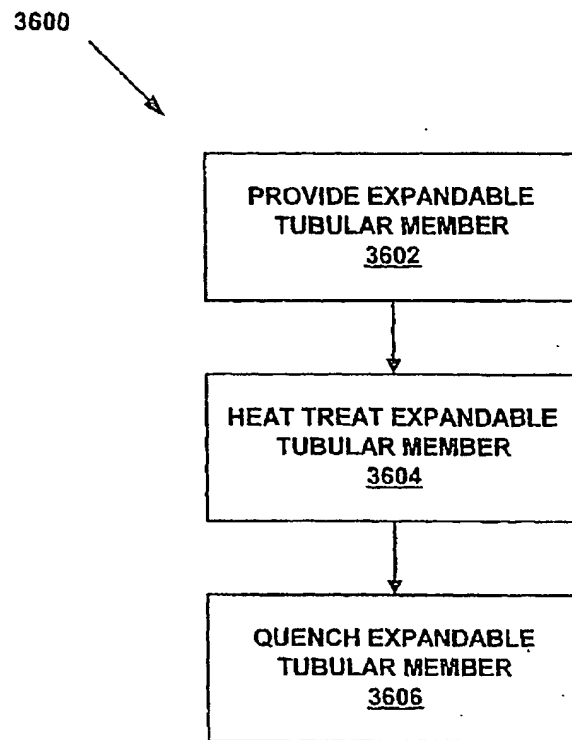 3600
PROVIDE EXPANDABLE
TUBULAR MEMBER
3602
HEAT TREAT EXPANDABLE
TUBULAR MEMBER
3604
QUENCH EXPANDABLE
TUBULAR MEMBER
3606